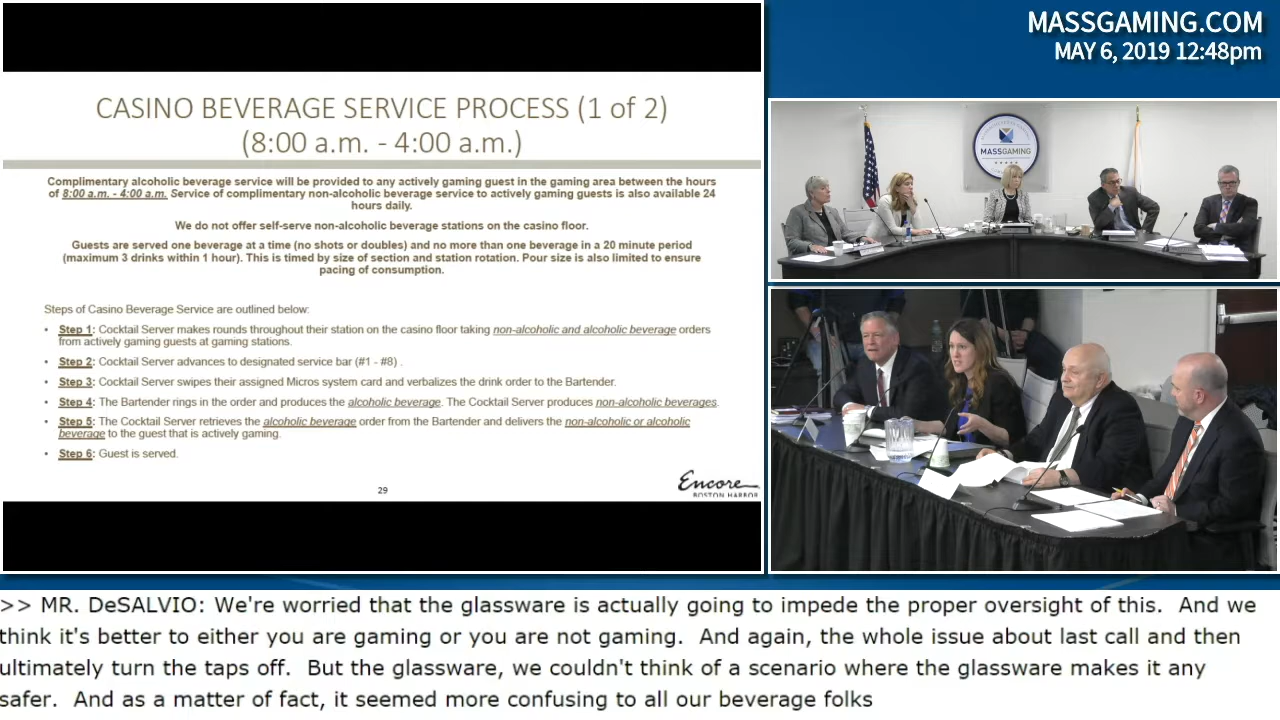 MASSGAMING.COM
MAY 6, 2019 12:48pm
CASINO BEVERAGE SERVICE PROCESS (1 of 2)
(8:00 a.m. - 4:00 a.m.)
Complimentary alcoholic beverage service will be provided to any actively gaming guest in the gaming area between the hours
of 8:00 a.m. - 4:00 a.m. Service of complimentary non-alcoholic beverage service to actively gaming guests is also available 24
hours daily.
We do not offer self-serve non-alcoholic beverage stations on the casino floor.
Guests are served one beverage at a time (no shots or doubles) and no more than one beverage in a 20 minute period
(maximum 3 drinks within 1 hour). This is timed by size of section and station rotation. Pour size is also limited to ensure
pacing of consumption.
Steps of Casino Beverage Service are outlined below:
• Step 1: Cocktail Server makes rounds throughout their station on the casino floor taking non-alcoholic and alcoholic beverage orders
from actively gaming guests at gaming stations.
• Step 2: Cocktail Server advances to designated service bar (#1 - #8) .
• Step 3: Cocktail Server swipes their assigned Micros system card and verbalizes the drink order to the Bartender.
• Step 4: The Bartender rings in the order and produces the alcoholic beverage. The Cocktail Server produces non-alcoholic beverages.
• Step 5: The Cocktail Server retrieves the alcoholic beverage order from the Bartender and delivers the non-alcoholic or alcoholic
beverage to the guest that is actively gaming.
• Step 6: Guest is served.
29
Encore
BOSTON HARBOR
MASSGAMING
>> MR. DeSALVIO: We're worried that the glassware is actually going to impede the proper oversight of this. And we
think it's better to either you are gaming or you are not gaming. And again, the whole issue about last call and then
ultimately turn the taps off. But the glassware, we couldn't think of a scenario where the glassware makes it any
safer. And as a matter of fact, it seemed more confusing to all our beverage folks